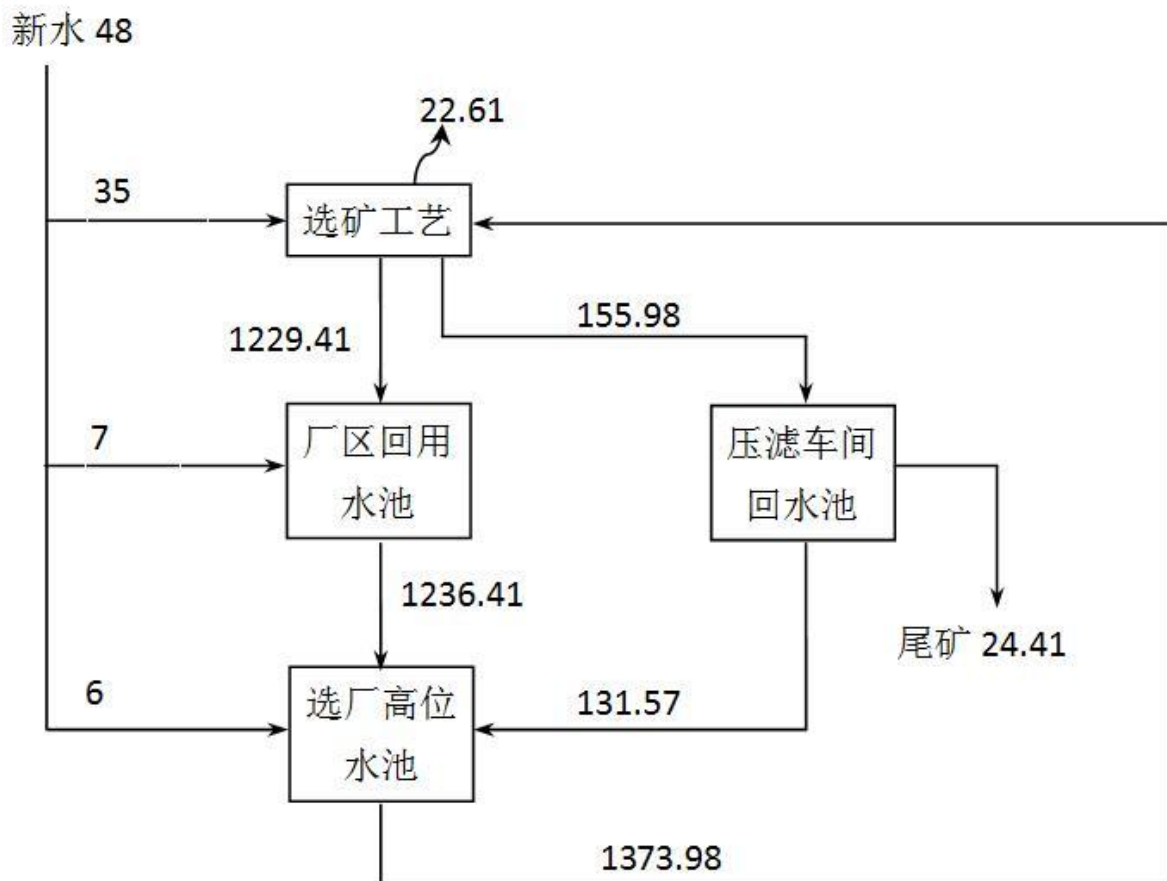 新水 48
22.61
35
选矿工艺
155.98
1229.41
7
厂区回用
水池
压滤车间
回水池
1236.41
尾矿 24.41
6
选厂高位
水池
131.57
1373.98